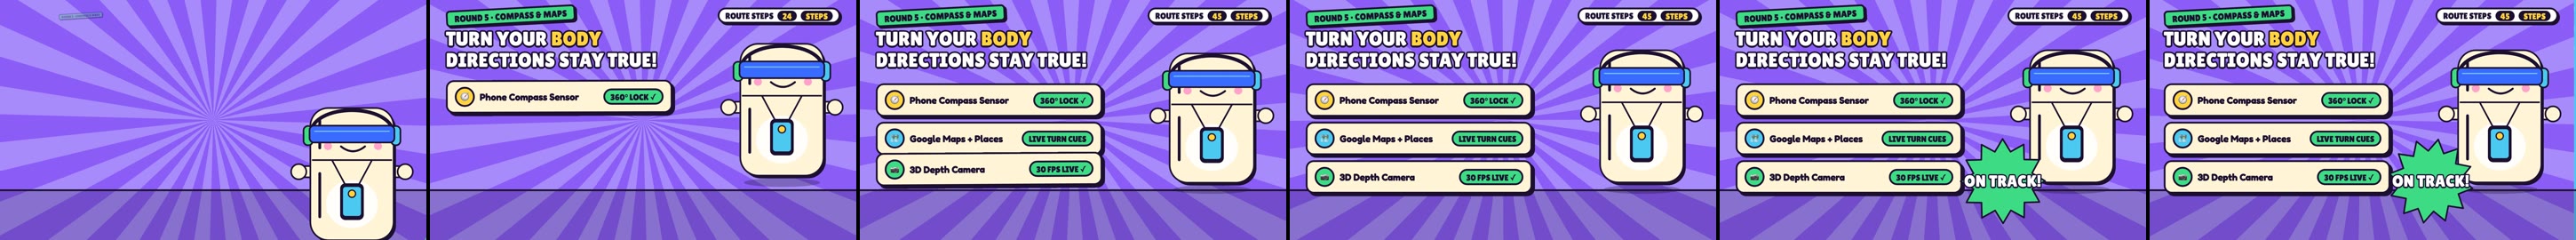 ROUND 5 · COMPASS & MAPS
ROUTE STEPS 24 STEPS
TURN YOUR BODY
DIRECTIONS STAY TRUE!
Phone Compass Sensor 360° LOCK ✓
ROUND 5 · COMPASS & MAPS
ROUTE STEPS 45 STEPS
TURN YOUR BODY
DIRECTIONS STAY TRUE!
Phone Compass Sensor 360° LOCK ✓
Google Maps + Places LIVE TURN CUES
3D Depth Camera 30 FPS LIVE ✓
ROUND 5 · COMPASS & MAPS
ROUTE STEPS 45 STEPS
TURN YOUR BODY
DIRECTIONS STAY TRUE!
Phone Compass Sensor 360° LOCK ✓
Google Maps + Places LIVE TURN CUES
3D Depth Camera 30 FPS LIVE ✓
ROUND 5 · COMPASS & MAPS
ROUTE STEPS 45 STEPS
TURN YOUR BODY
DIRECTIONS STAY TRUE!
Phone Compass Sensor 360° LOCK ✓
Google Maps + Places LIVE TURN CUES
3D Depth Camera 30 FPS LIVE ✓
ON TRACK!
ROUND 5 · COMPASS & MAPS
ROUTE STEPS 45 STEPS
TURN YOUR BODY
DIRECTIONS STAY TRUE!
Phone Compass Sensor 360° LOCK ✓
Google Maps + Places LIVE TURN CUES
3D Depth Camera 30 FPS LIVE ✓
ON TRACK!